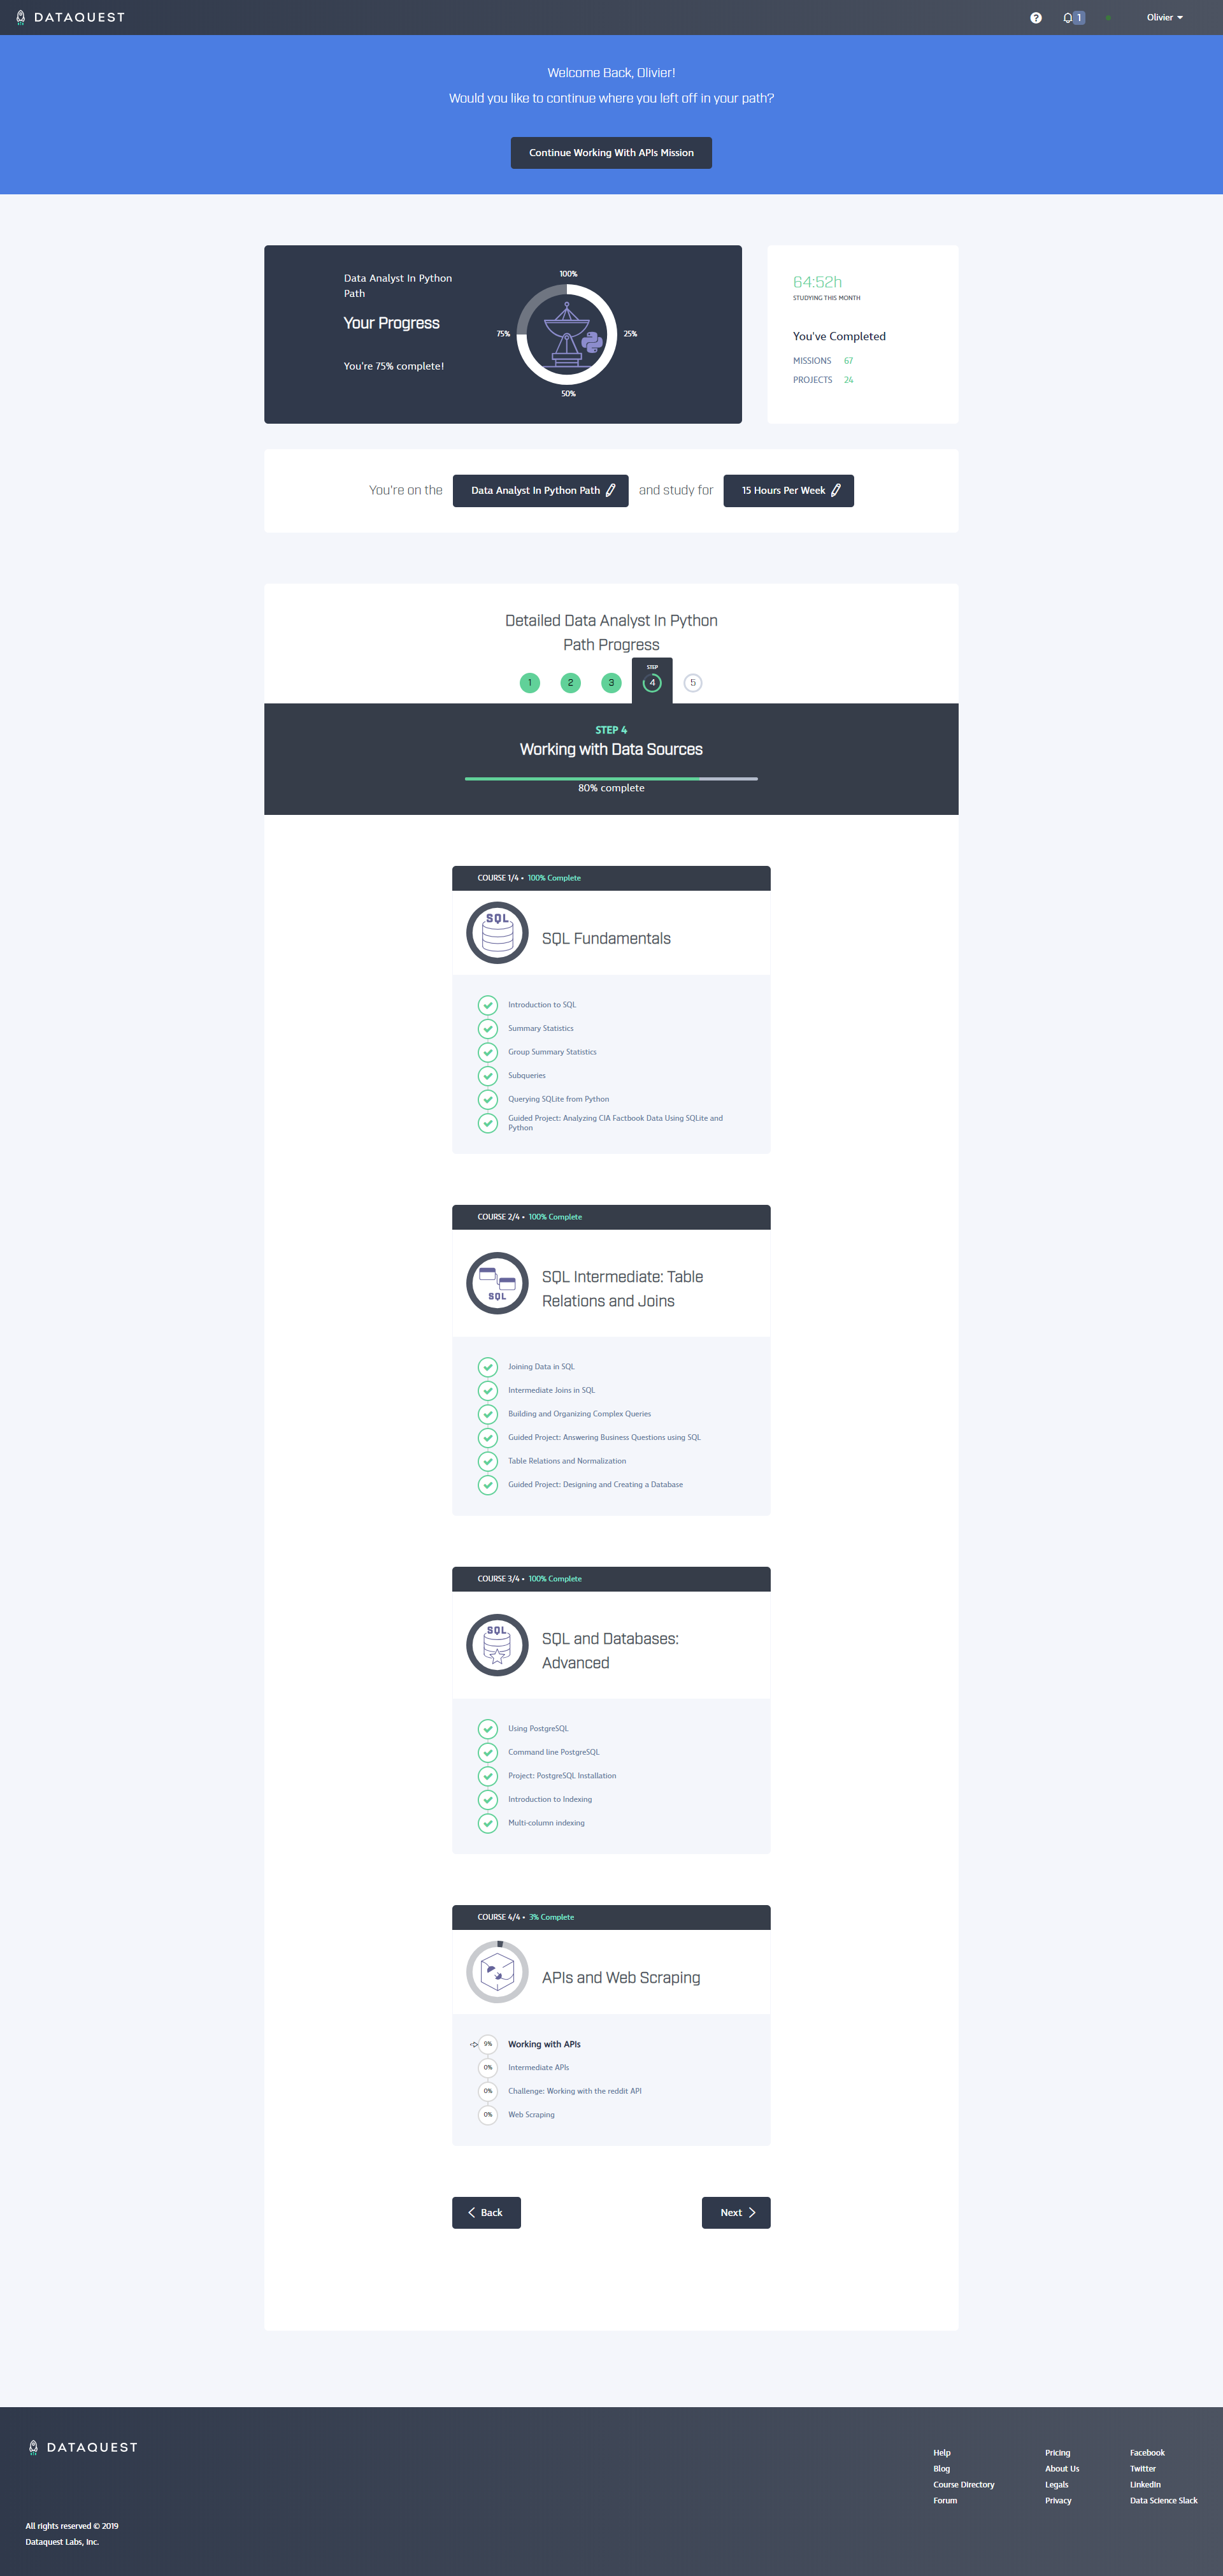 DATAQUEST
?
1
Olivier
Welcome Back, Olivier!
Would you like to continue where you left off in your path?
Continue Working With APIs Mission
Data Analyst In Python
Path
Your Progress
You're 75% complete!
100%
75%
25%
50%
64:52h
STUDYING THIS MONTH
You've Completed
MISSIONS 67
PROJECTS 24
You're on the Data Analyst In Python Path and study for 15 Hours Per Week
Detailed Data Analyst In Python
Path Progress
STEP
1 2 3 4 5
STEP 4
Working with Data Sources
80% complete
COURSE 1/4 • 100% Complete
SQL
SQL Fundamentals
Introduction to SQL
Summary Statistics
Group Summary Statistics
Subqueries
Querying SQLite from Python
Guided Project: Analyzing CIA Factbook Data Using SQLite and
Python
COURSE 2/4 • 100% Complete
SQL
SQL Intermediate: Table
Relations and Joins
Joining Data in SQL
Intermediate Joins in SQL
Building and Organizing Complex Queries
Guided Project: Answering Business Questions using SQL
Table Relations and Normalization
Guided Project: Designing and Creating a Database
COURSE 3/4 • 100% Complete
SQL
SQL and Databases:
Advanced
Using PostgreSQL
Command line PostgreSQL
Project: PostgreSQL Installation
Introduction to Indexing
Multi-column indexing
COURSE 4/4 • 3% Complete
APIs and Web Scraping
9% Working with APIs
0% Intermediate APIs
0% Challenge: Working with the reddit API
0% Web Scraping
Back
Next
DATAQUEST
Help
Blog
Course Directory
Forum
Pricing
About Us
Legals
Privacy
Facebook
Twitter
LinkedIn
Data Science Slack
All rights reserved © 2019
Dataquest Labs, Inc.